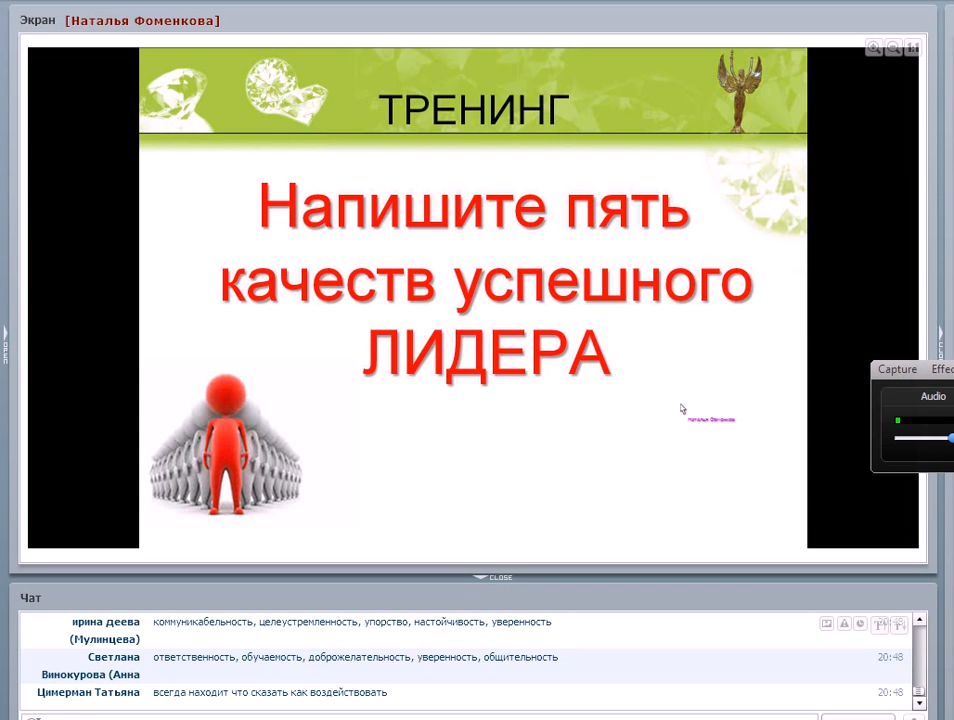 Экран [Наталья Фоменкова]
ТРЕНИНГ
Напишите пять
качеств успешного
ЛИДЕРА
OPEN
Capture
Audio
CLOSE
Чат
ирина деева коммуникабельность, целеустремленность, упорство, настойчивость, уверенность
(Мулинцева)
Светлана ответственность, обучаемость, доброжелательность, уверенность, общительность 20:48
Винокурова (Анна
Цимерман Татьяна всегда находит что сказать как воздействовать 20:48